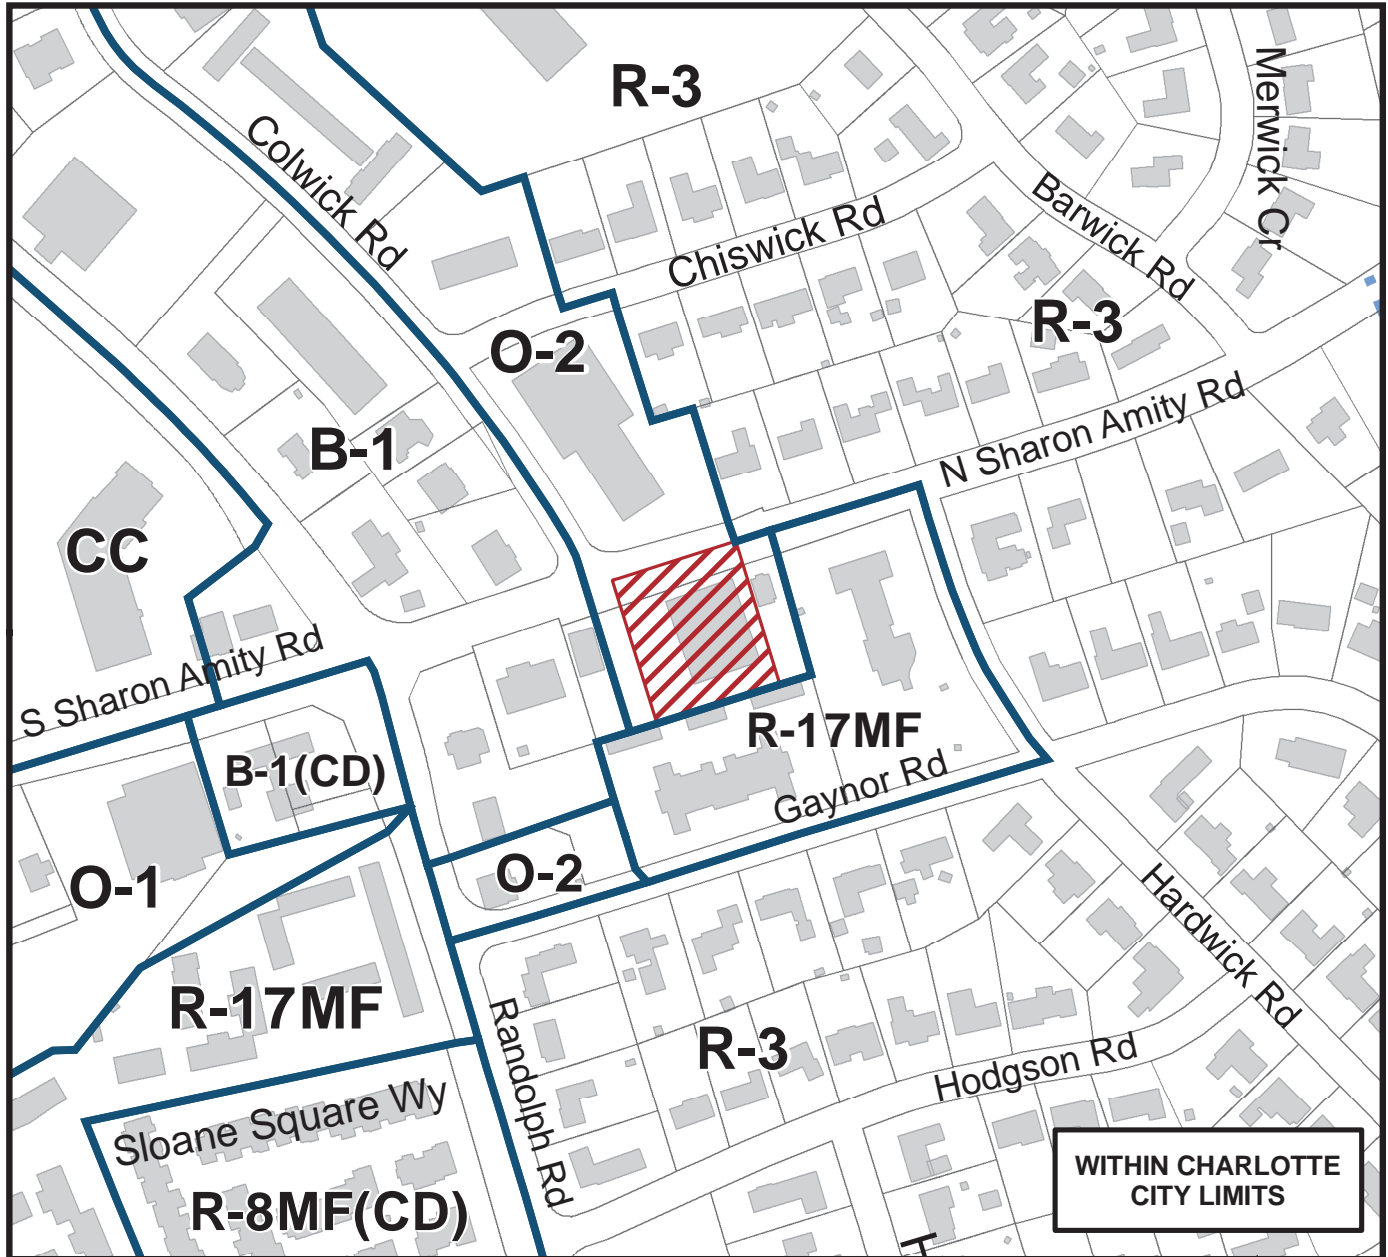 R-3
Merwick Cr
Colwick Rd
Chiswick Rd
Barwick Rd
R-3
O-2
B-1
N Sharon Amity Rd
CC
S Sharon Amity Rd
R-17MF
B-1(CD)
Gaynor Rd
O-2
O-1
Hardwick Rd
R-17MF
Randolph Rd
R-3
Hodgson Rd
Sloane Square Wy
R-8MF(CD)
WITHIN CHARLOTTE
CITY LIMITS